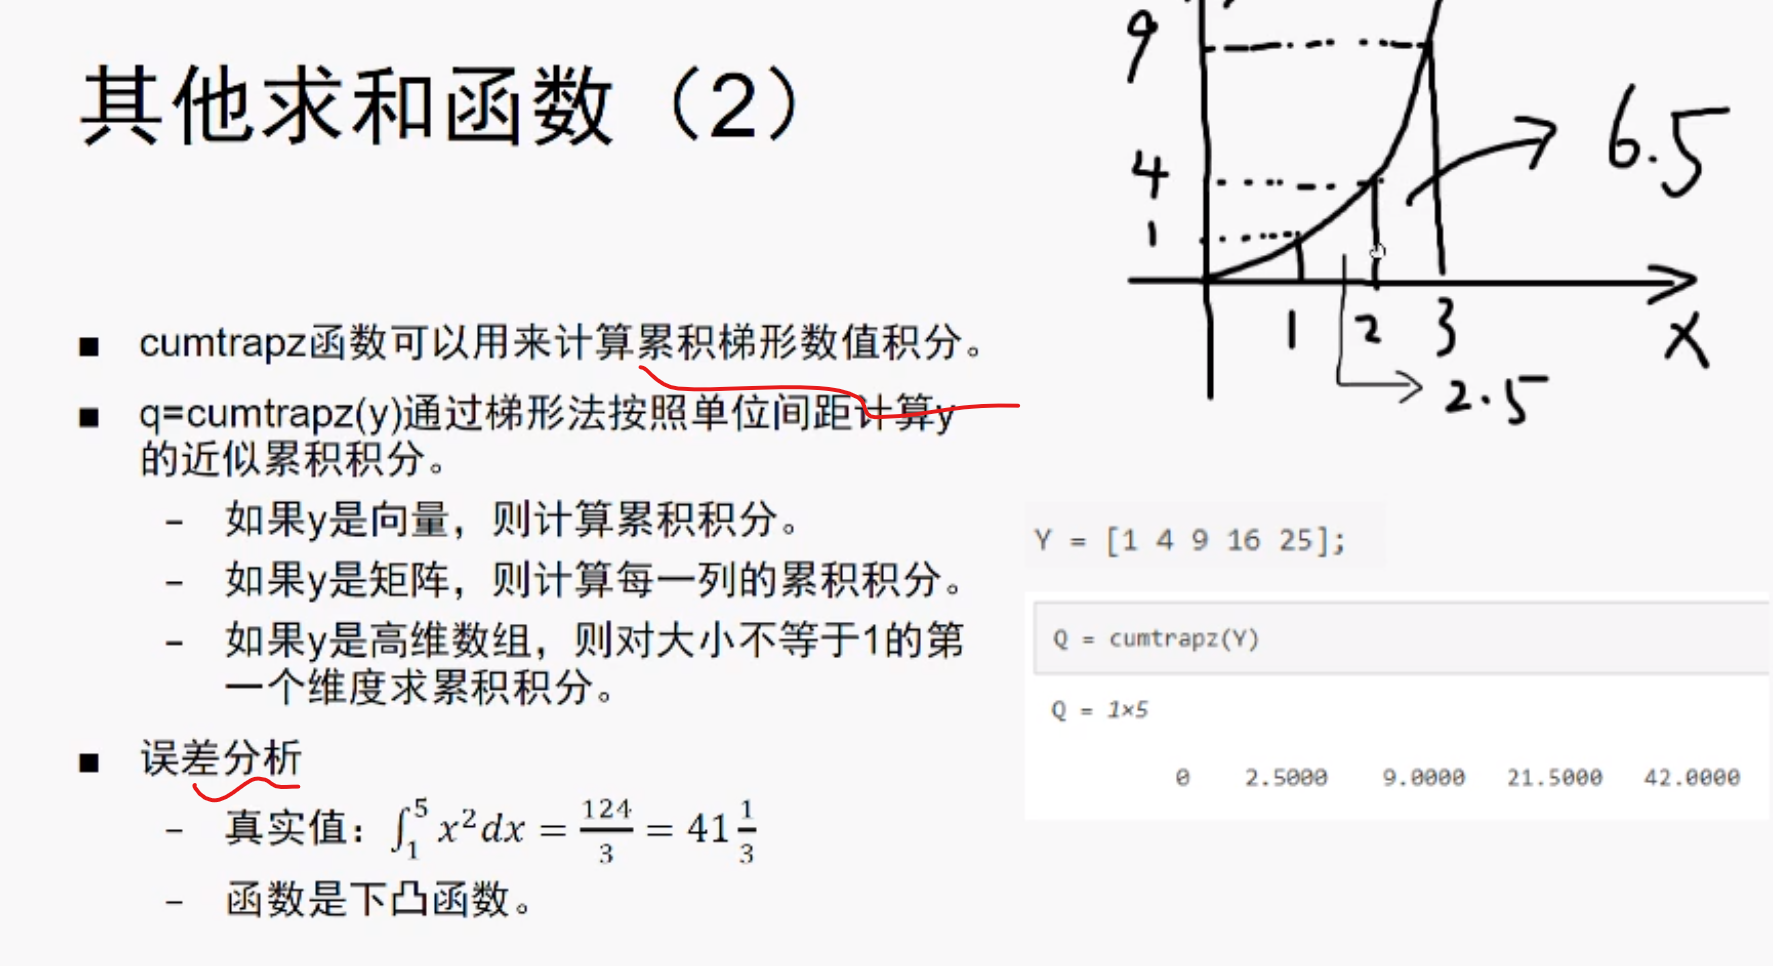 其他求和函数（2）
■ cumtrapz函数可以用来计算累积梯形数值积分。
■ q=cumtrapz(y)通过梯形法按照单位间距计算y
的近似累积积分。
– 如果y是向量，则计算累积积分。
– 如果y是矩阵，则计算每一列的累积积分。
– 如果y是高维数组，则对大小不等于1的第
一个维度求累积积分。
■ 误差分析
– 真实值：∫₁⁵ x²dx = 124/3 = 41 1/3
– 函数是下凸函数。
9
4
1
6.5
1 2 3 x
2.5
Y = [1 4 9 16 25];
Q = cumtrapz(Y)
Q = 1×5
0 2.5000 9.0000 21.5000 42.0000